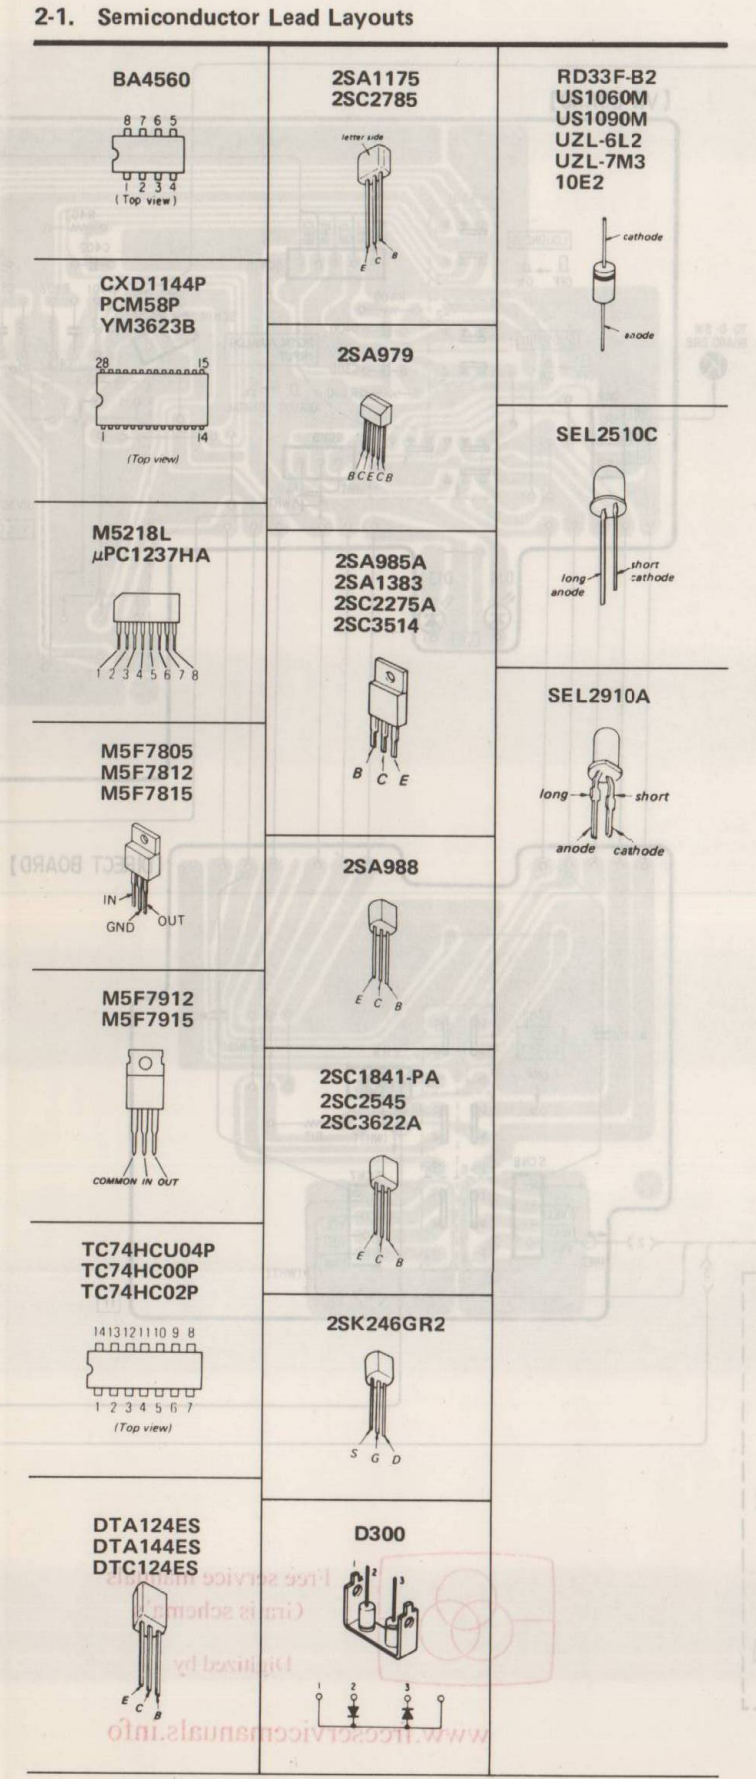 2-1. Semiconductor Lead Layouts
BA4560
8 7 6 5
1 2 3 4
(Top view)
CXD1144P
PCM58P
YM3623B
28 15
1 14
(Top view)
M5218L
μPC1237HA
1 2 3 4 5 6 7 8
M5F7805
M5F7812
M5F7815
IN
GND
OUT
M5F7912
M5F7915
COMMON IN OUT
TC74HCU04P
TC74HC00P
TC74HC02P
14 13 12 11 10 9 8
1 2 3 4 5 6 7
(Top view)
DTA124ES
DTA144ES
DTC124ES
E C B
2SA1175
2SC2785
letter side
E C B
2SA979
B C E C B
2SA985A
2SA1383
2SC2275A
2SC3514
B C E
2SA988
E C B
2SC1841-PA
2SC2545
2SC3622A
E C B
2SK246GR2
S G D
D300
1 2 3
1 2 3
RD33F-B2
US1060M
US1090M
UZL-6L2
UZL-7M3
10E2
cathode
anode
SEL2510C
long
anode
short
cathode
SEL2910A
long
short
anode
cathode
Free service manuals
Gratis schema's
Digitized by
www.freeservicemanuals.info